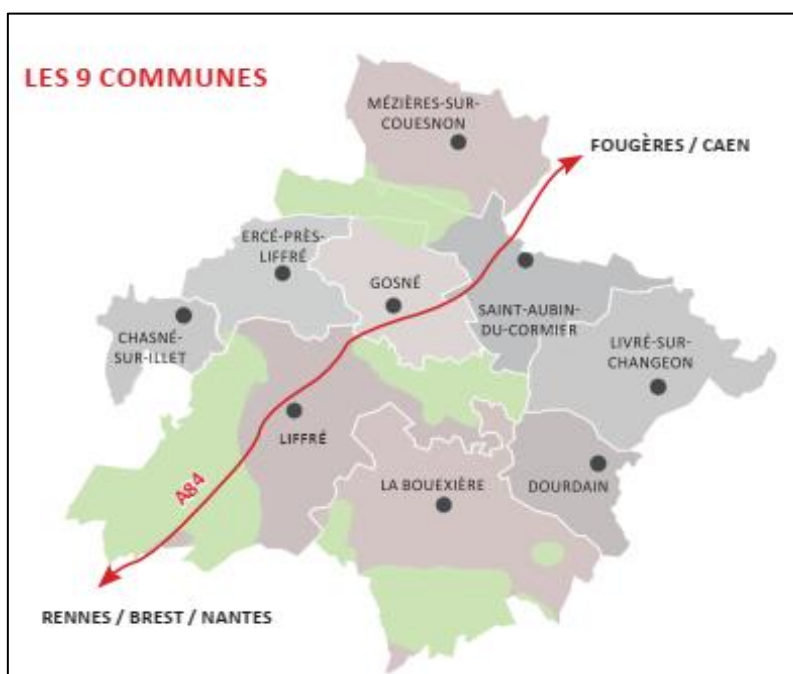 LES 9 COMMUNES
MÉZIÈRES-SUR-
COUESNON
FOUGÈRES / CAEN
ERCÉ-PRÈS-
LIFFRÉ
GOSNÉ
SAINT-AUBIN-
DU-CORMIER
CHASNÉ-
SUR-ILLET
LIVRÉ-SUR-
CHANGEON
LIFFRÉ
LA BOUEXIÈRE
DOURDAIN
A84
RENNES / BREST / NANTES